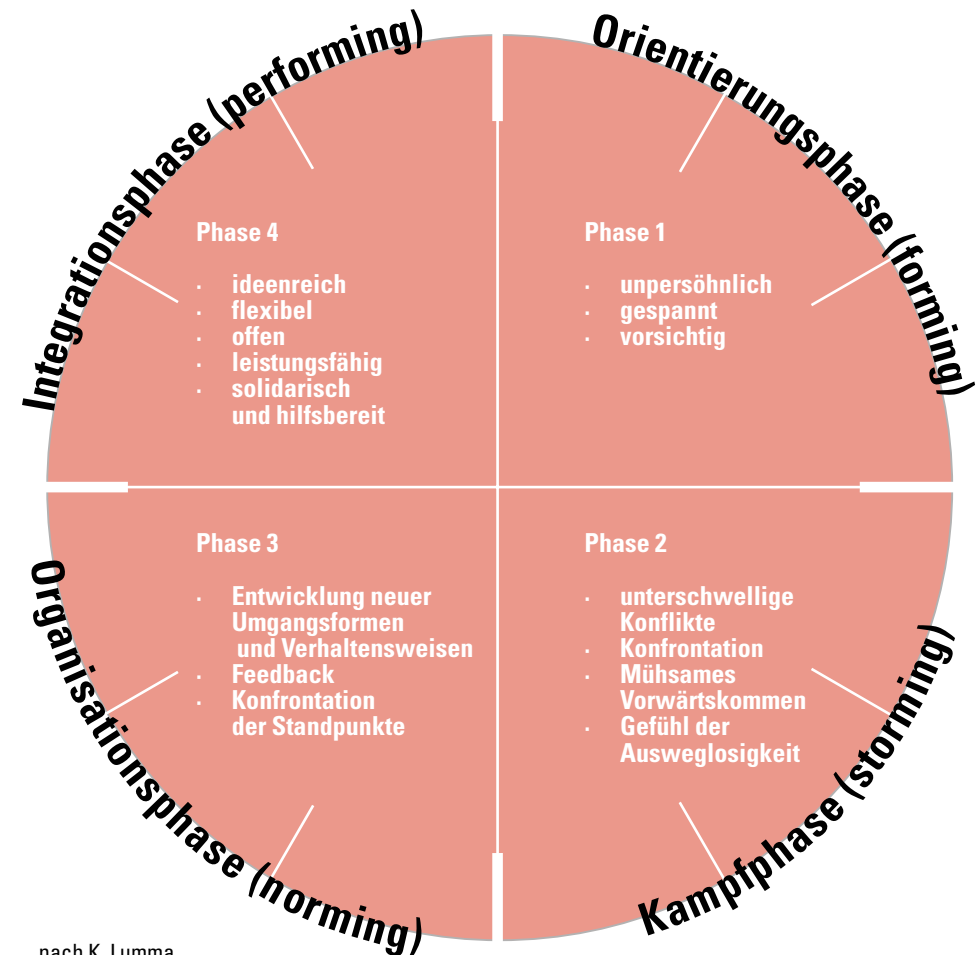 Orientierungsphase (forming)
Phase 1
· unpersöhnlich
· gespannt
· vorsichtig
Kampfphase (storming)
Phase 2
· unterschwellige
Konflikte
· Konfrontation
· Mühsames
Vorwärtskommen
· Gefühl der
Ausweglosigkeit
Organisationsphase (norming)
Phase 3
· Entwicklung neuer
Umgangsformen
und Verhaltensweisen
· Feedback
· Konfrontation
der Standpunkte
Integrationsphase (performing)
Phase 4
· ideenreich
· flexibel
· offen
· leistungsfähig
· solidarisch
und hilfsbereit
nach K. Lumma